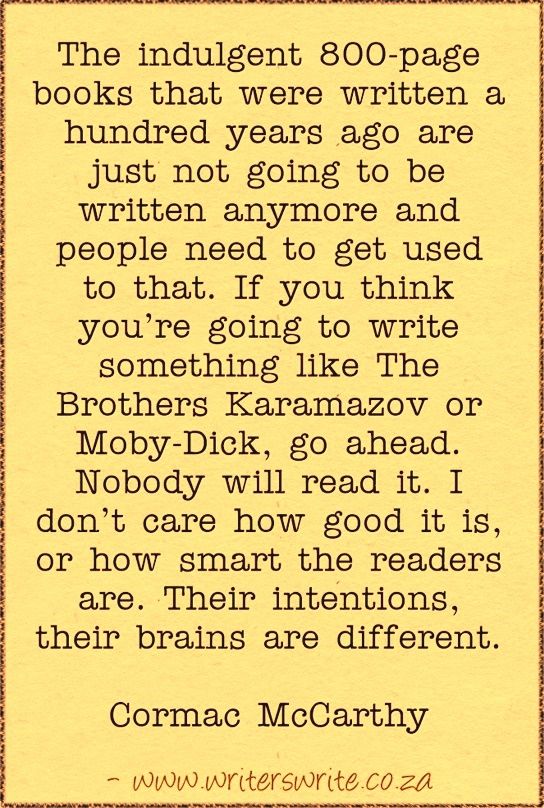 The indulgent 800-page
books that were written a
hundred years ago are
just not going to be
written anymore and
people need to get used
to that. If you think
you’re going to write
something like The
Brothers Karamazov or
Moby-Dick, go ahead.
Nobody will read it. I
don’t care how good it is,
or how smart the readers
are. Their intentions,
their brains are different.
Cormac McCarthy
- www.writerswrite.co.za